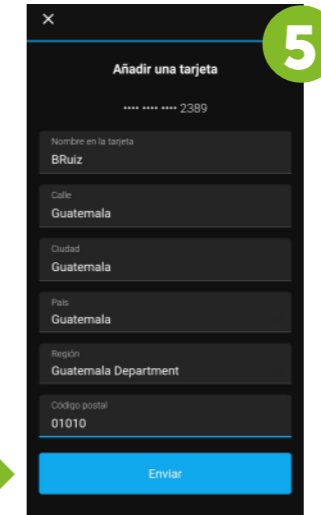 5
Añadir una tarjeta
•••• •••• •••• 2389
Nombre en la tarjeta
BRuiz
Calle
Guatemala
Ciudad
Guatemala
País
Guatemala
Región
Guatemala Department
Código postal
01010
Enviar